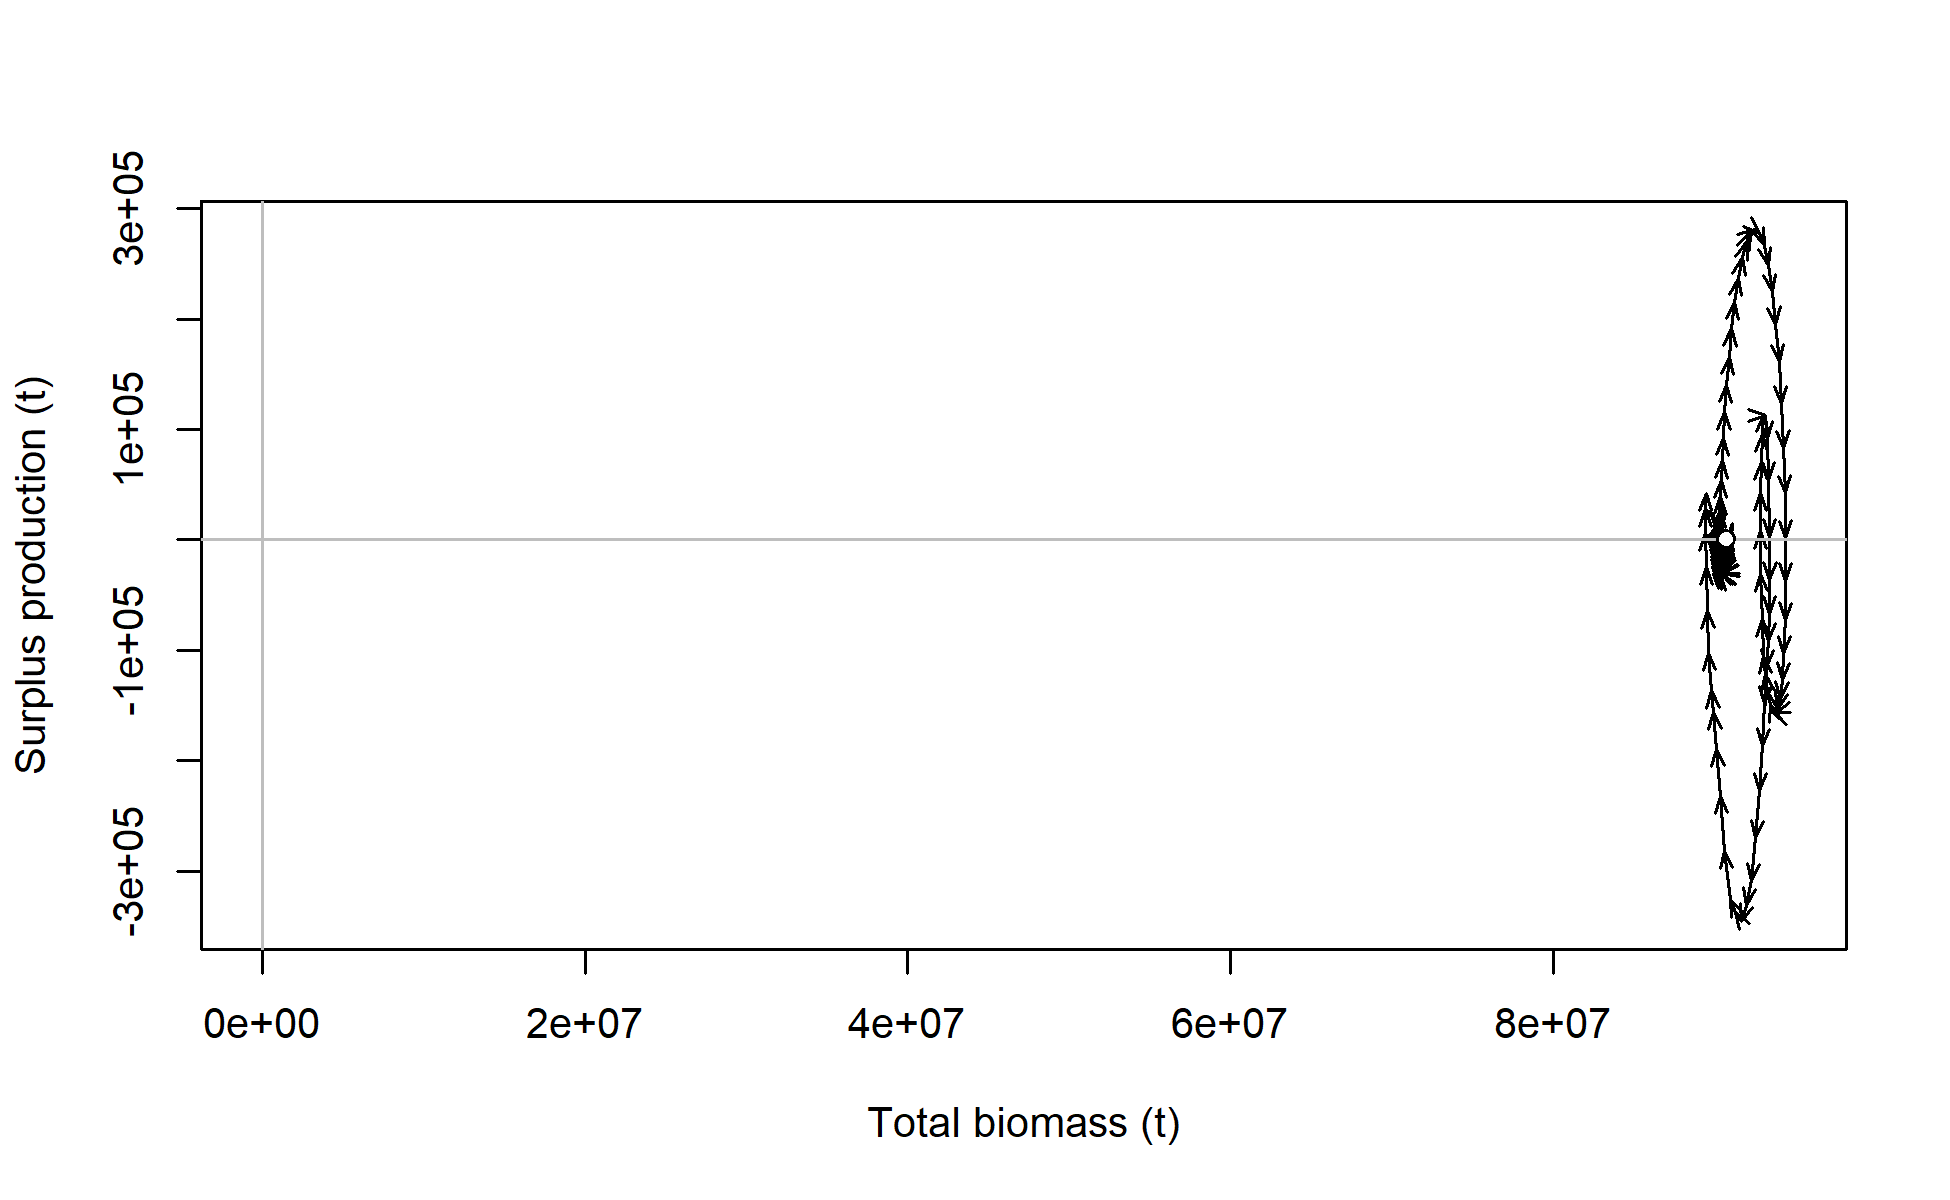 Surplus production (t)
3e+05
1e+05
-1e+05
-3e+05
0e+00 2e+07 4e+07 6e+07 8e+07
Total biomass (t)